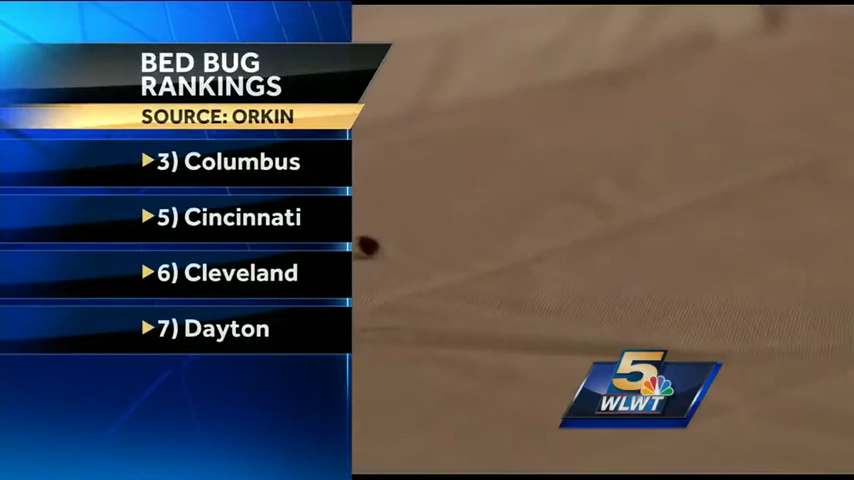 BED BUG
RANKINGS
SOURCE: ORKIN
3) Columbus
5) Cincinnati
6) Cleveland
7) Dayton
5
WLWT